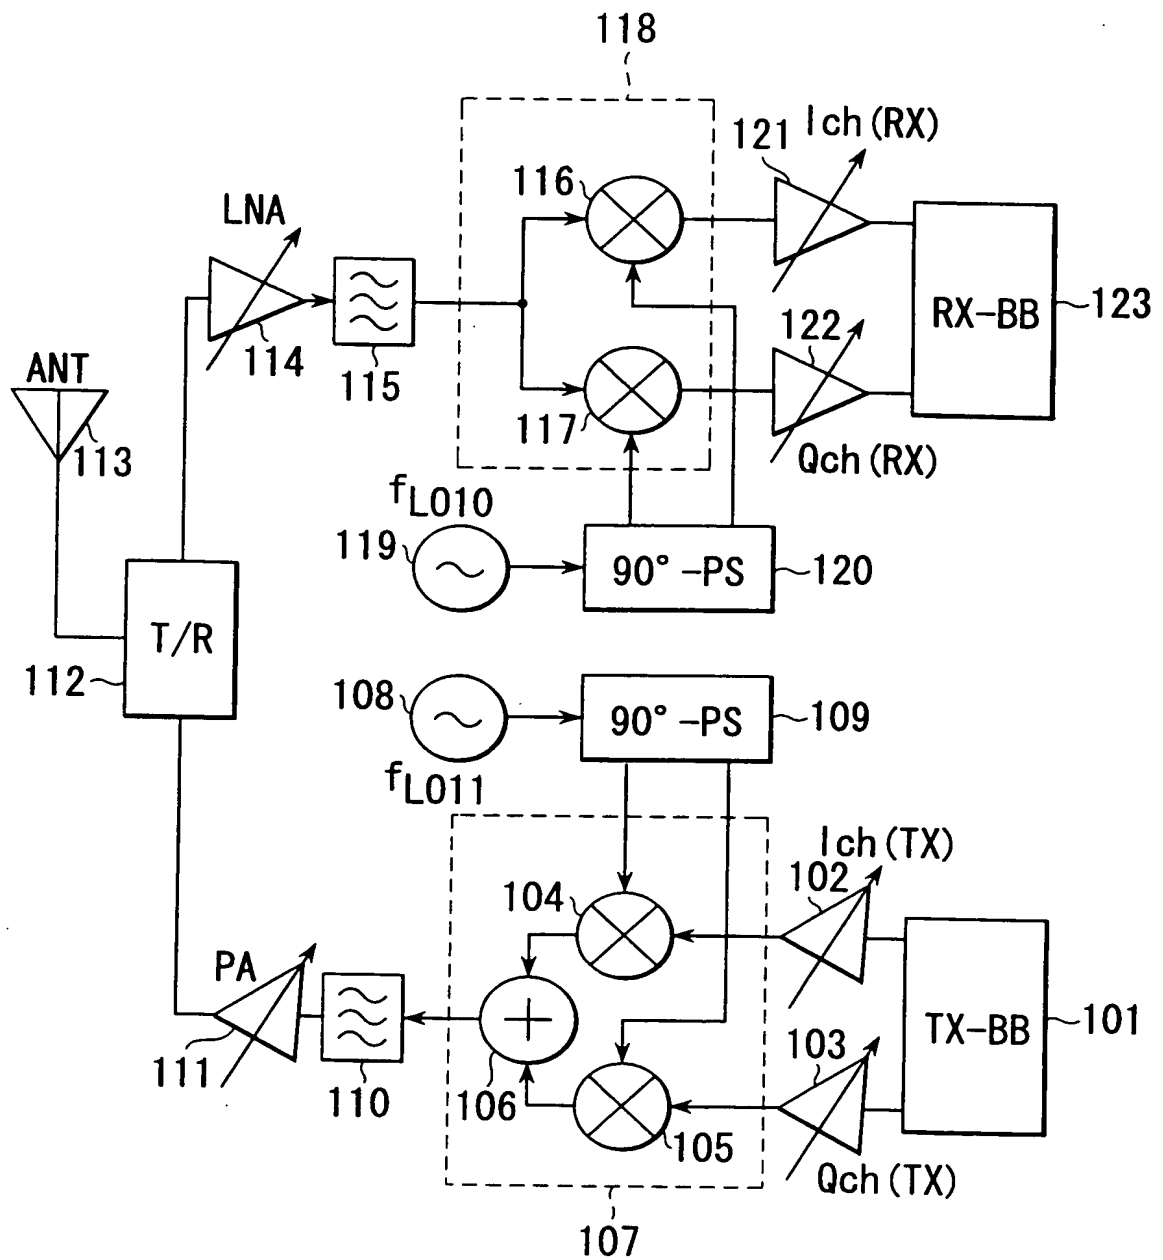 118
Ich (RX)
121
116
LNA
RX-BB
123
114
115
122
ANT
117
113
Qch (RX)
fLO10
119
90° -PS
120
T/R
112
108
90° -PS
109
fLO11
Ich (TX)
102
104
PA
TX-BB
101
103
111
110
106
105
Qch (TX)
107